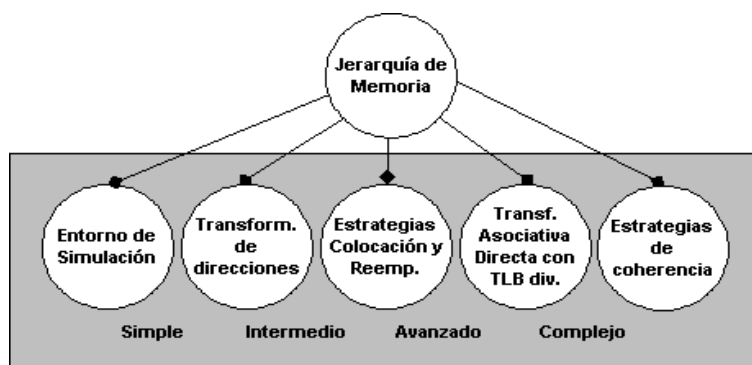 Jerarquía de
Memoria
Entorno de
Simulación
Transform.
de
direcciones
Estrategias
Colocación y
Reemp.
Transf.
Asociativa
Directa con
TLB div.
Estrategias
de
coherencia
Simple
Intermedio
Avanzado
Complejo